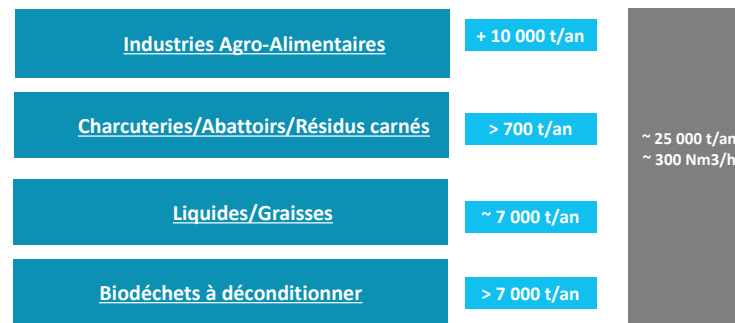 Industries Agro-Alimentaires
+ 10 000 t/an
Charcuteries/Abattoirs/Résidus carnés
> 700 t/an
~ 25 000 t/an
~ 300 Nm3/h
Liquides/Graisses
~ 7 000 t/an
Biodéchets à déconditionner
> 7 000 t/an